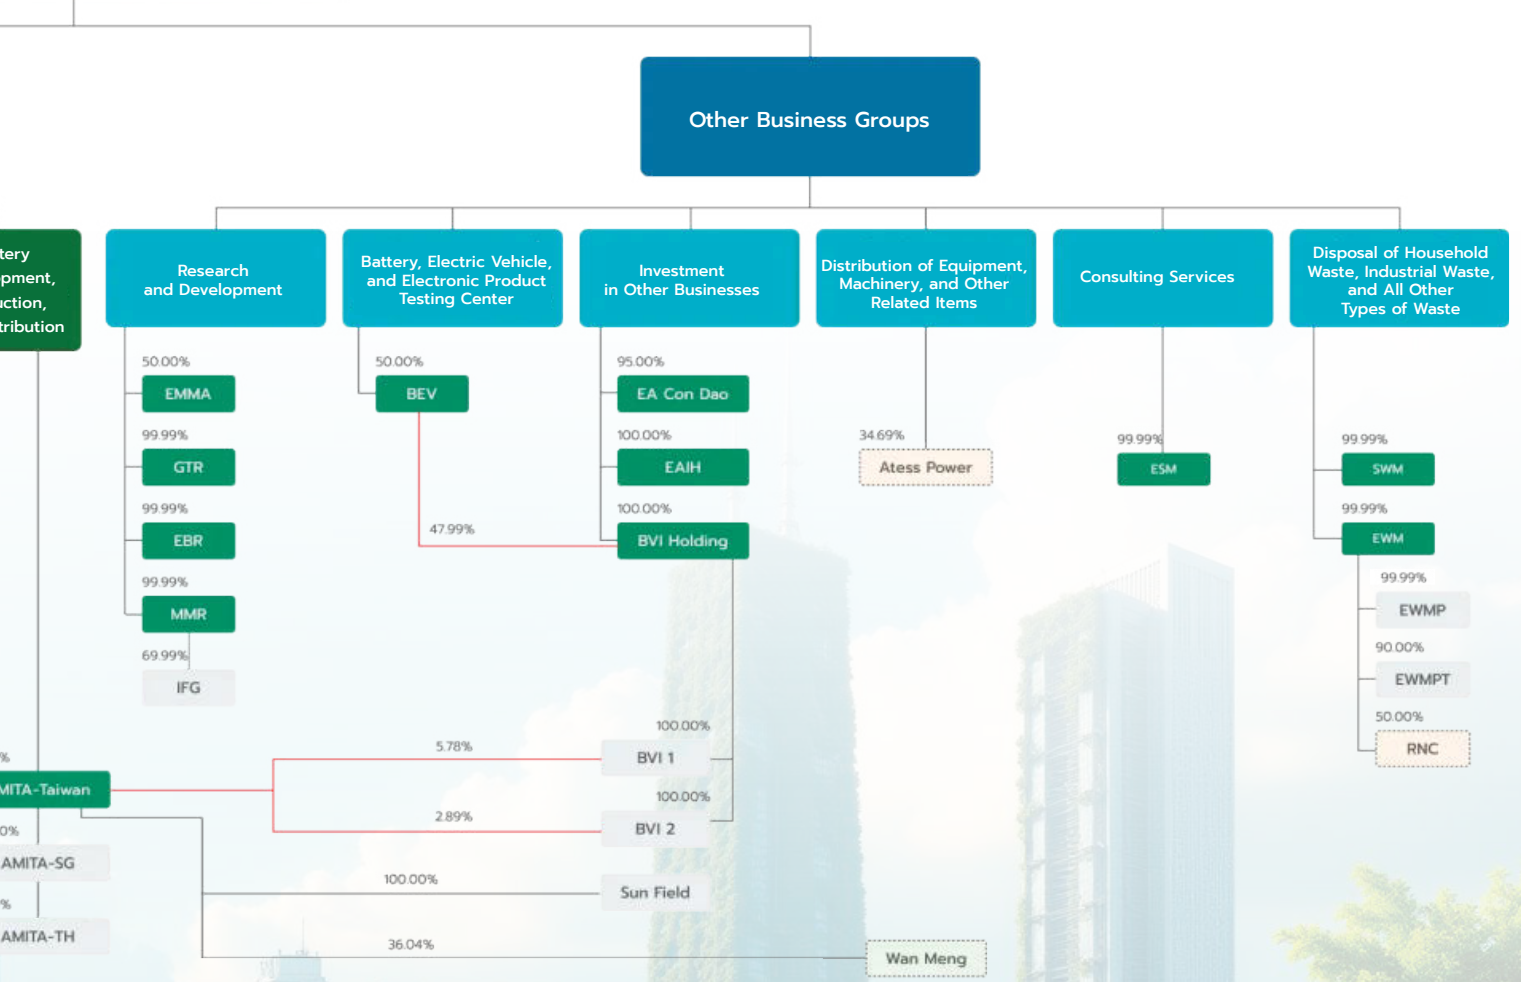 Other Business Groups
tery
opment,
uction,
tribution
Research
and Development
Battery, Electric Vehicle,
and Electronic Product
Testing Center
Investment
in Other Businesses
Distribution of Equipment,
Machinery, and Other
Related Items
Consulting Services
Disposal of Household
Waste, Industrial Waste,
and All Other
Types of Waste
50.00%
EMMA
99.99%
GTR
99.99%
EBR
99.99%
MMR
69.99%
IFG
50.00%
BEV
47.99%
95.00%
EA Con Dao
100.00%
EAIH
100.00%
BVI Holding
34.69%
Atess Power
99.99%
ESM
99.99%
SWM
99.99%
EWM
99.99%
EWMP
90.00%
EWMPT
50.00%
RNC
100.00%
BVI 1
5.78%
100.00%
BVI 2
2.89%
%
MITA-Taiwan
0%
AMITA-SG
%
AMITA-TH
100.00%
Sun Field
36.04%
Wan Meng